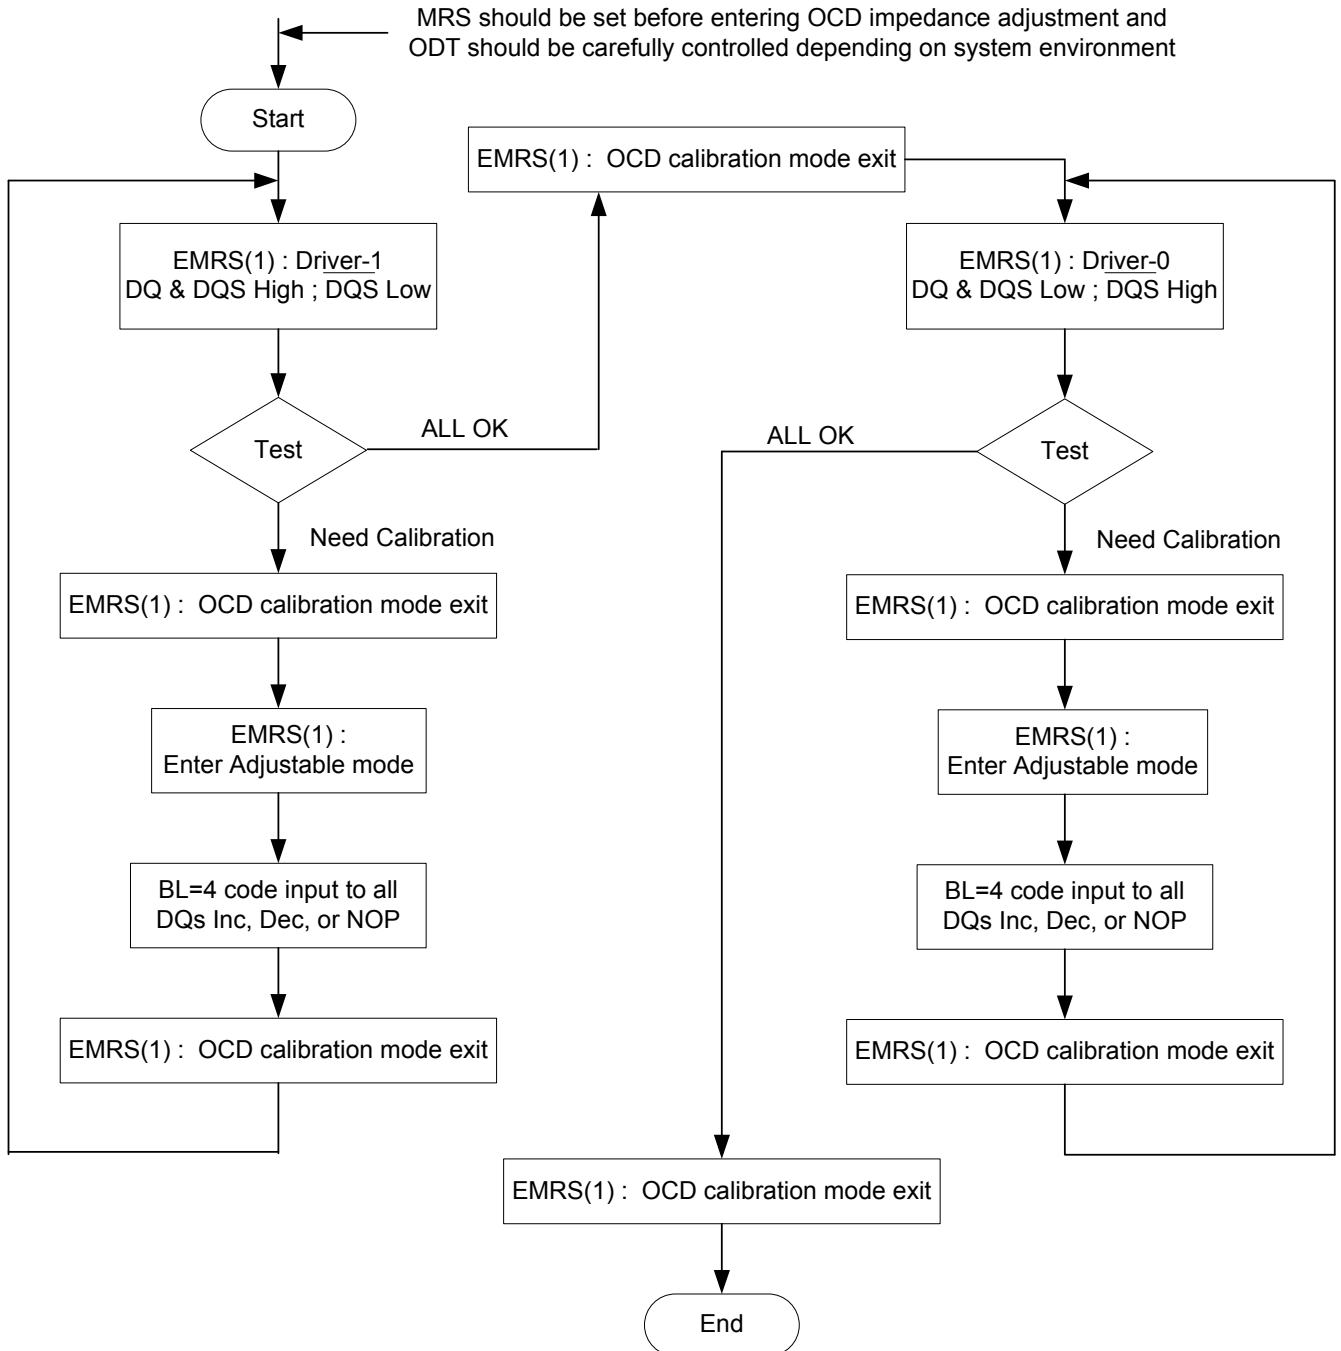 MRS should be set before entering OCD impedance adjustment and
ODT should be carefully controlled depending on system environment
Start
EMRS(1) : Driver-1
DQ & DQS High ; D̅Q̅S̅ Low
Test
ALL OK
Need Calibration
EMRS(1) : OCD calibration mode exit
EMRS(1) :
Enter Adjustable mode
BL=4 code input to all
DQs Inc, Dec, or NOP
EMRS(1) : OCD calibration mode exit
EMRS(1) : OCD calibration mode exit
EMRS(1) : Driver-0
DQ & DQS Low ; D̅Q̅S̅ High
Test
ALL OK
Need Calibration
EMRS(1) : OCD calibration mode exit
EMRS(1) :
Enter Adjustable mode
BL=4 code input to all
DQs Inc, Dec, or NOP
EMRS(1) : OCD calibration mode exit
EMRS(1) : OCD calibration mode exit
End